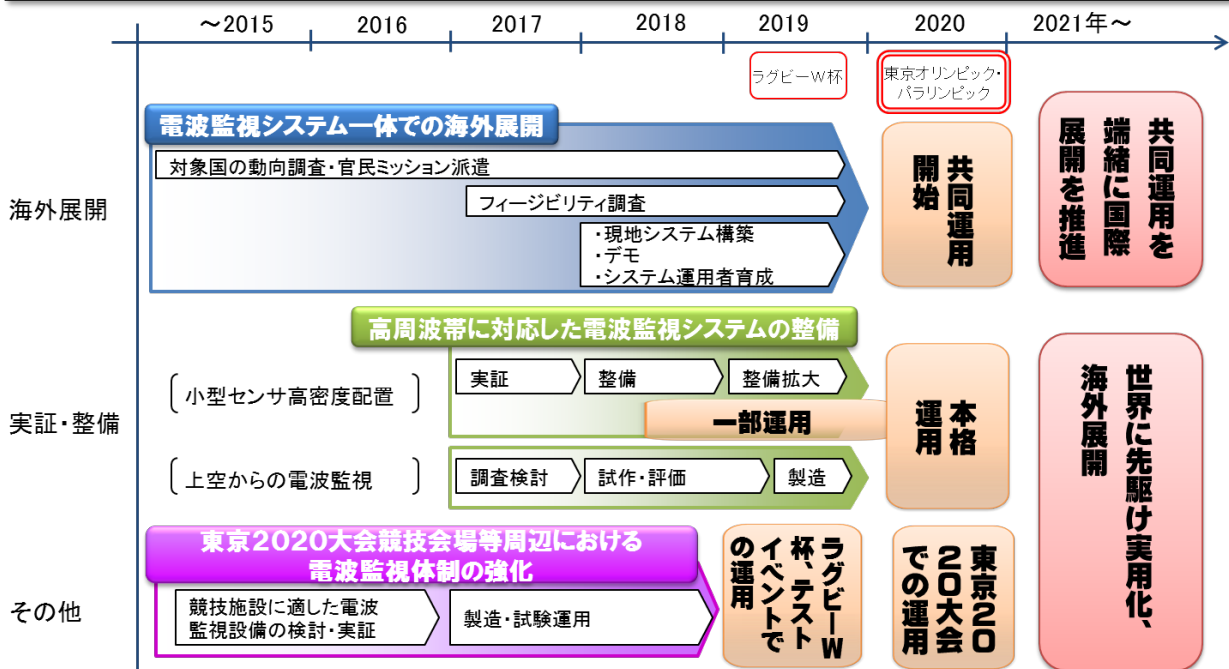 ～2015
2016
2017
2018
2019
2020
2021年～
ラグビーW杯
東京オリンピック・
パラリンピック
海外展開
電波監視システム一体での海外展開
対象国の動向調査・官民ミッション派遣
フィージビリティ調査
・現地システム構築
・デモ
・システム運用者育成
共同運用
開始
共同運用を
端緒に国際
展開を推進
実証・整備
高周波帯に対応した電波監視システムの整備
小型センサ高密度配置
実証
整備
整備拡大
一部運用
上空からの電波監視
調査検討
試作・評価
製造
本格
運用
世界に先駆け実用化、
海外展開
その他
東京2020大会競技会場等周辺における
電波監視体制の強化
競技施設に適した電波
監視設備の検討・実証
製造・試験運用
ラグビーW
杯、テスト
イベントで
の運用
東京20
20大会
での運用